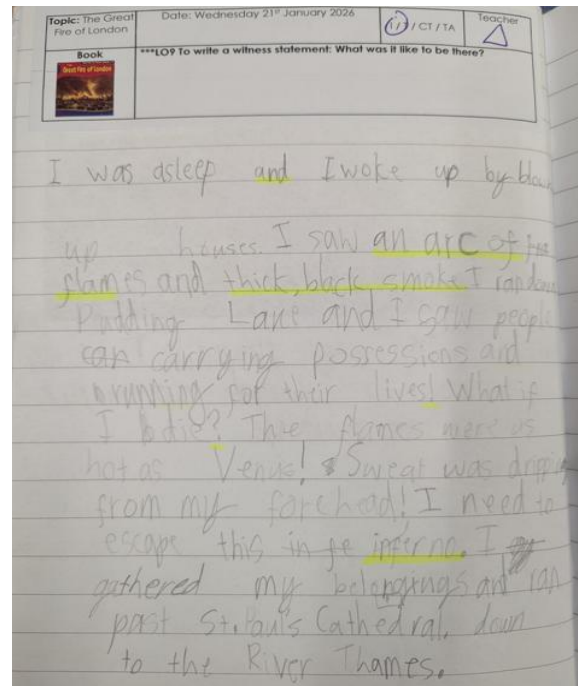 Topic: The Great
Fire of London
Date: Wednesday 21st January 2026
(i/J)/CT/TA
Teacher
Book
Great Fire of London
***LO9 To write a witness statement: What was it like to be there?
I was asleep and I woke up by blown
up houses. I saw an arc of
flames and thick, black smoke. I ran down
Pudding Lane and I saw people
carrying possessions and
running for their lives! What if
I die? The flames were as
hot as Venus! Sweat was dripping
from my forehead! I need to
escape this inferno. I
gathered my belongings and ran
past St. Paul's Cathedral, down
to the River Thames.